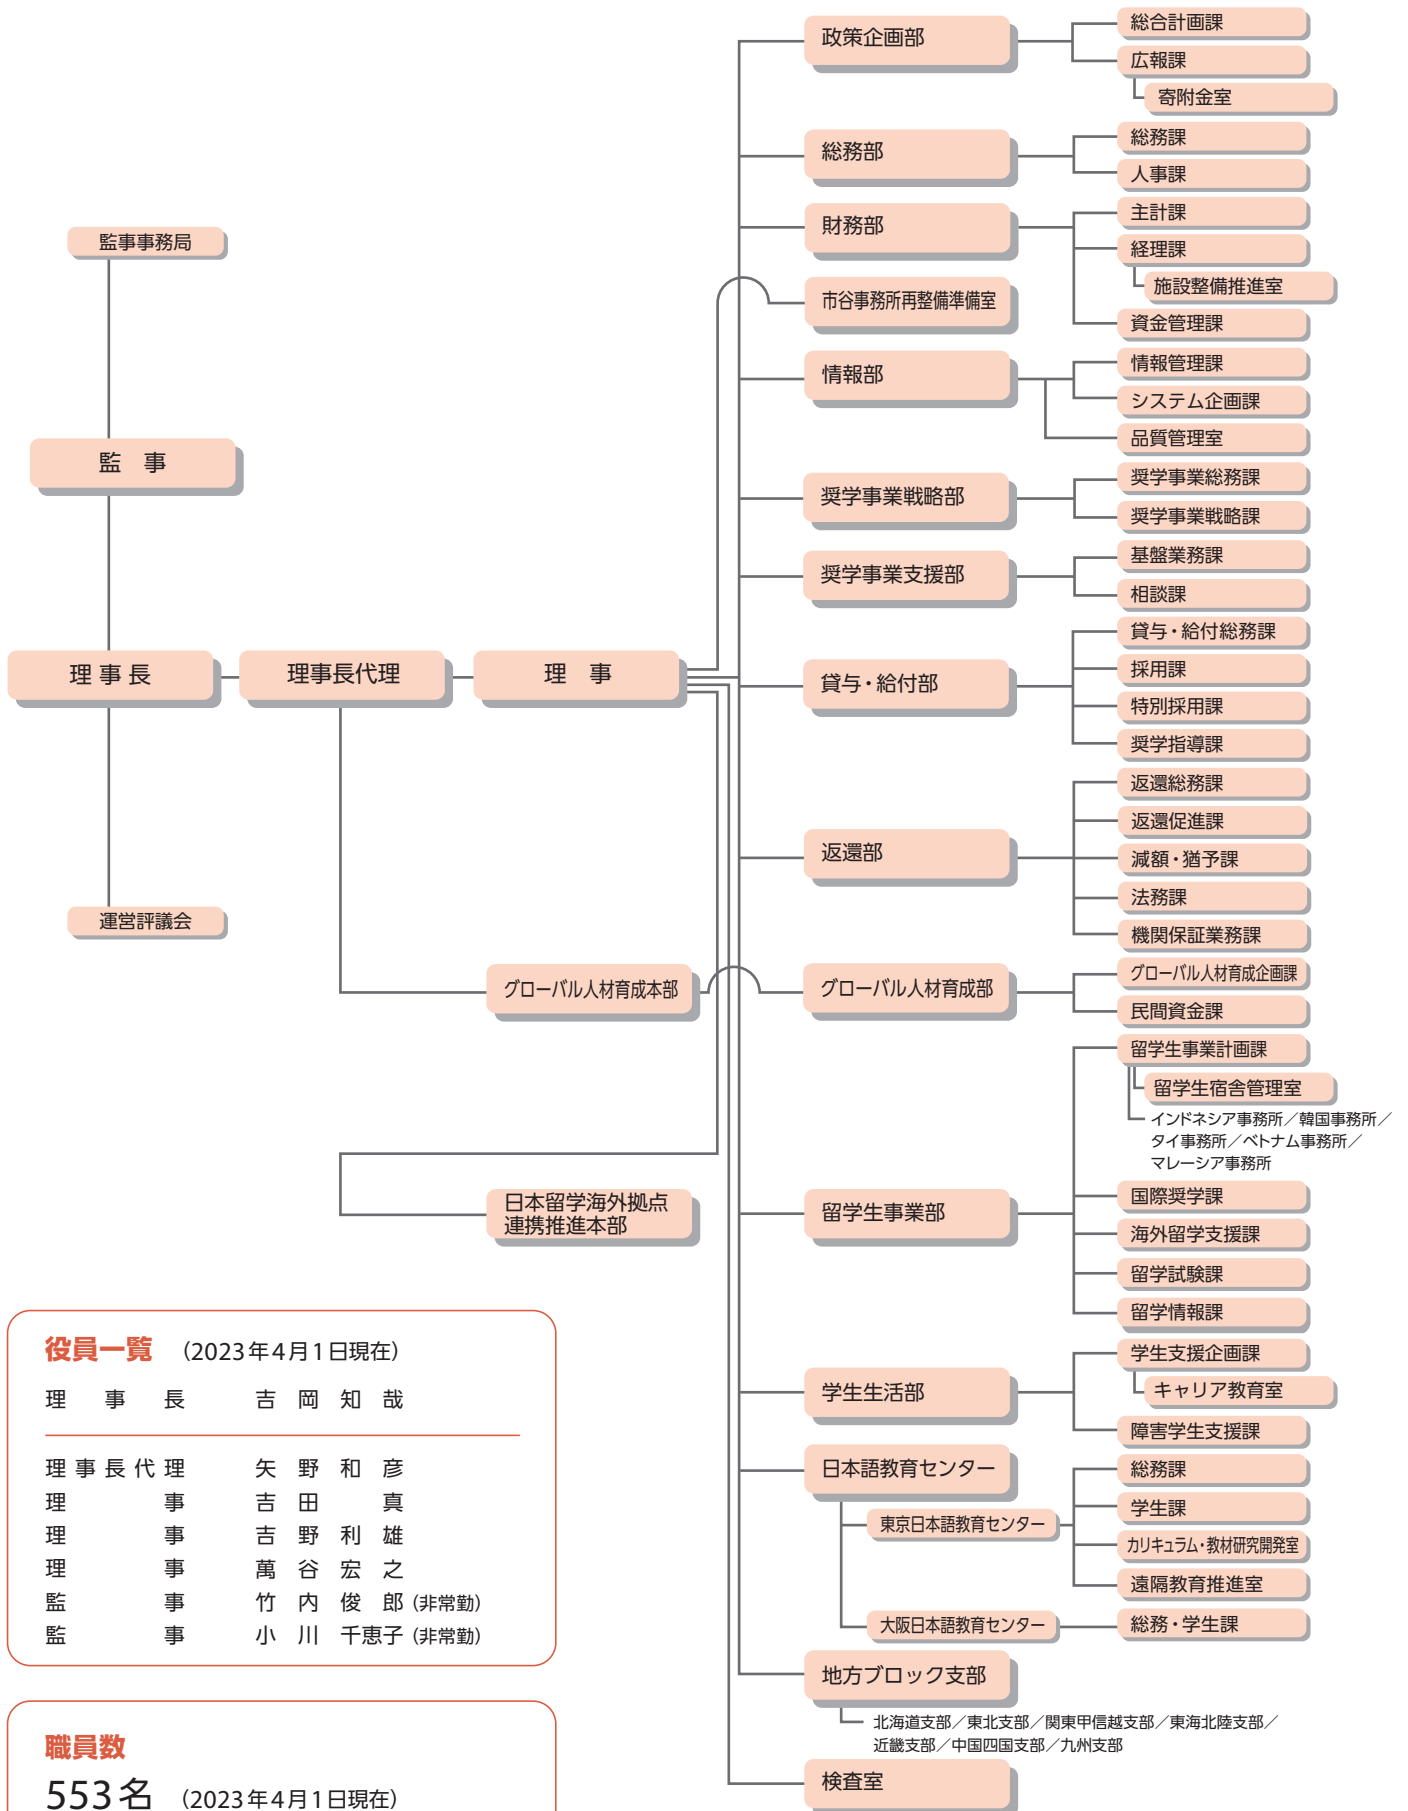 監事事務局
監　事
理 事 長
理事長代理
理　事
運営評議会
グローバル人材育成本部
日本留学海外拠点
連携推進本部
政策企画部
総合計画課
広報課
寄附金室
総務部
総務課
人事課
財務部
主計課
経理課
施設整備推進室
資金管理課
市谷事務所再整備準備室
情報部
情報管理課
システム企画課
品質管理室
奨学事業戦略部
奨学事業総務課
奨学事業戦略課
奨学事業支援部
基盤業務課
相談課
貸与・給付部
貸与・給付総務課
採用課
特別採用課
奨学指導課
返還部
返還総務課
返還促進課
減額・猶予課
法務課
機関保証業務課
グローバル人材育成部
グローバル人材育成企画課
民間資金課
留学生事業部
留学生事業計画課
留学生宿舎管理室
インドネシア事務所／韓国事務所／
タイ事務所／ベトナム事務所／
マレーシア事務所
国際奨学課
海外留学支援課
留学試験課
留学情報課
学生生活部
学生支援企画課
キャリア教育室
障害学生支援課
日本語教育センター
東京日本語教育センター
総務課
学生課
カリキュラム・教材研究開発室
遠隔教育推進室
大阪日本語教育センター
総務・学生課
地方ブロック支部
北海道支部／東北支部／関東甲信越支部／東海北陸支部／
近畿支部／中国四国支部／九州支部
検査室
役員一覧 （2023年4月1日現在）
理　事　長　吉 岡 知 哉
理 事 長 代 理　矢 野 和 彦
理　　　事　吉 田　真
理　　　事　吉 野 利 雄
理　　　事　萬 谷 宏 之
監　　　事　竹 内 俊 郎 (非常勤)
監　　　事　小 川 千恵子 (非常勤)
職員数
553名 （2023年4月1日現在）